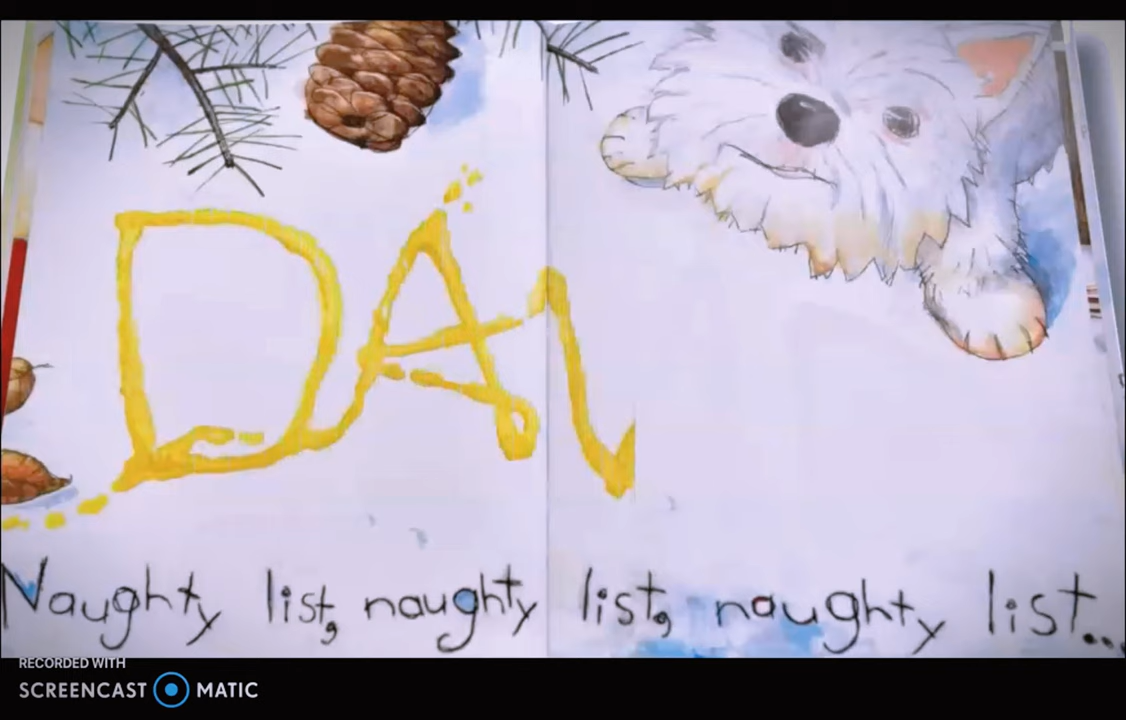 DA
Naughty list, naughty list, naughty list...
RECORDED WITH
SCREENCAST MATIC